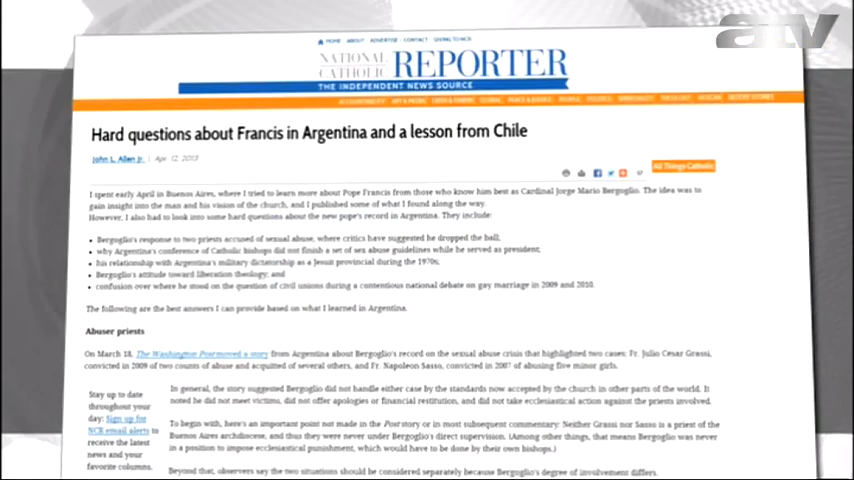 atv
HOME ABOUT ADVERTISE CONTACT GIVING TO NCR
NATIONAL
CATHOLIC REPORTER
THE INDEPENDENT NEWS SOURCE
Hard questions about Francis in Argentina and a lesson from Chile
John L. Allen Jr. | Apr. 12, 2013
All Things Catholic
I spent early April in Buenos Aires, where I tried to learn more about Pope Francis from those who know him best as Cardinal Jorge Mario Bergoglio. The idea was to
gain insight into the man and his vision of the church, and I published some of what I found along the way.
However, I also had to look into some hard questions about the new pope's record in Argentina. They include:
• Bergoglio's response to two priests accused of sexual abuse, where critics have suggested he dropped the ball;
• why Argentina's conference of Catholic bishops did not finish a set of sex abuse guidelines while he served as president;
• his relationship with Argentina's military dictatorship as a Jesuit provincial during the 1970s;
• Bergoglio's attitude toward liberation theology; and
• confusion over where he stood on the question of civil unions during a contentious national debate on gay marriage in 2009 and 2010.
The following are the best answers I can provide based on what I learned in Argentina.
Abuser priests
On March 18, The Washington Post moved a story from Argentina about Bergoglio's record on the sexual abuse crisis that highlighted two cases: Fr. Julio Cesar Grassi,
convicted in 2009 of two counts of abuse and acquitted of several others, and Fr. Napoleon Sasso, convicted in 2007 of abusing five minor girls.
Stay up to date
throughout your
day: Sign up for
NCR email alerts to
receive the latest
news and your
favorite columns.
In general, the story suggested Bergoglio did not handle either case by the standards now accepted by the church in other parts of the world. It
noted he did not meet victims, did not offer apologies or financial restitution, and did not take ecclesiastical action against the priests involved.
To begin with, here's an important point not made in the Post story or in most subsequent commentary: Neither Grassi nor Sasso is a priest of the
Buenos Aires archdiocese, and thus they were never under Bergoglio's direct supervision. (Among other things, that means Bergoglio was never
in a position to impose ecclesiastical punishment, which would have to be done by their own bishops.)
Beyond that, observers say the two situations should be considered separately because Bergoglio's degree of involvement differs.